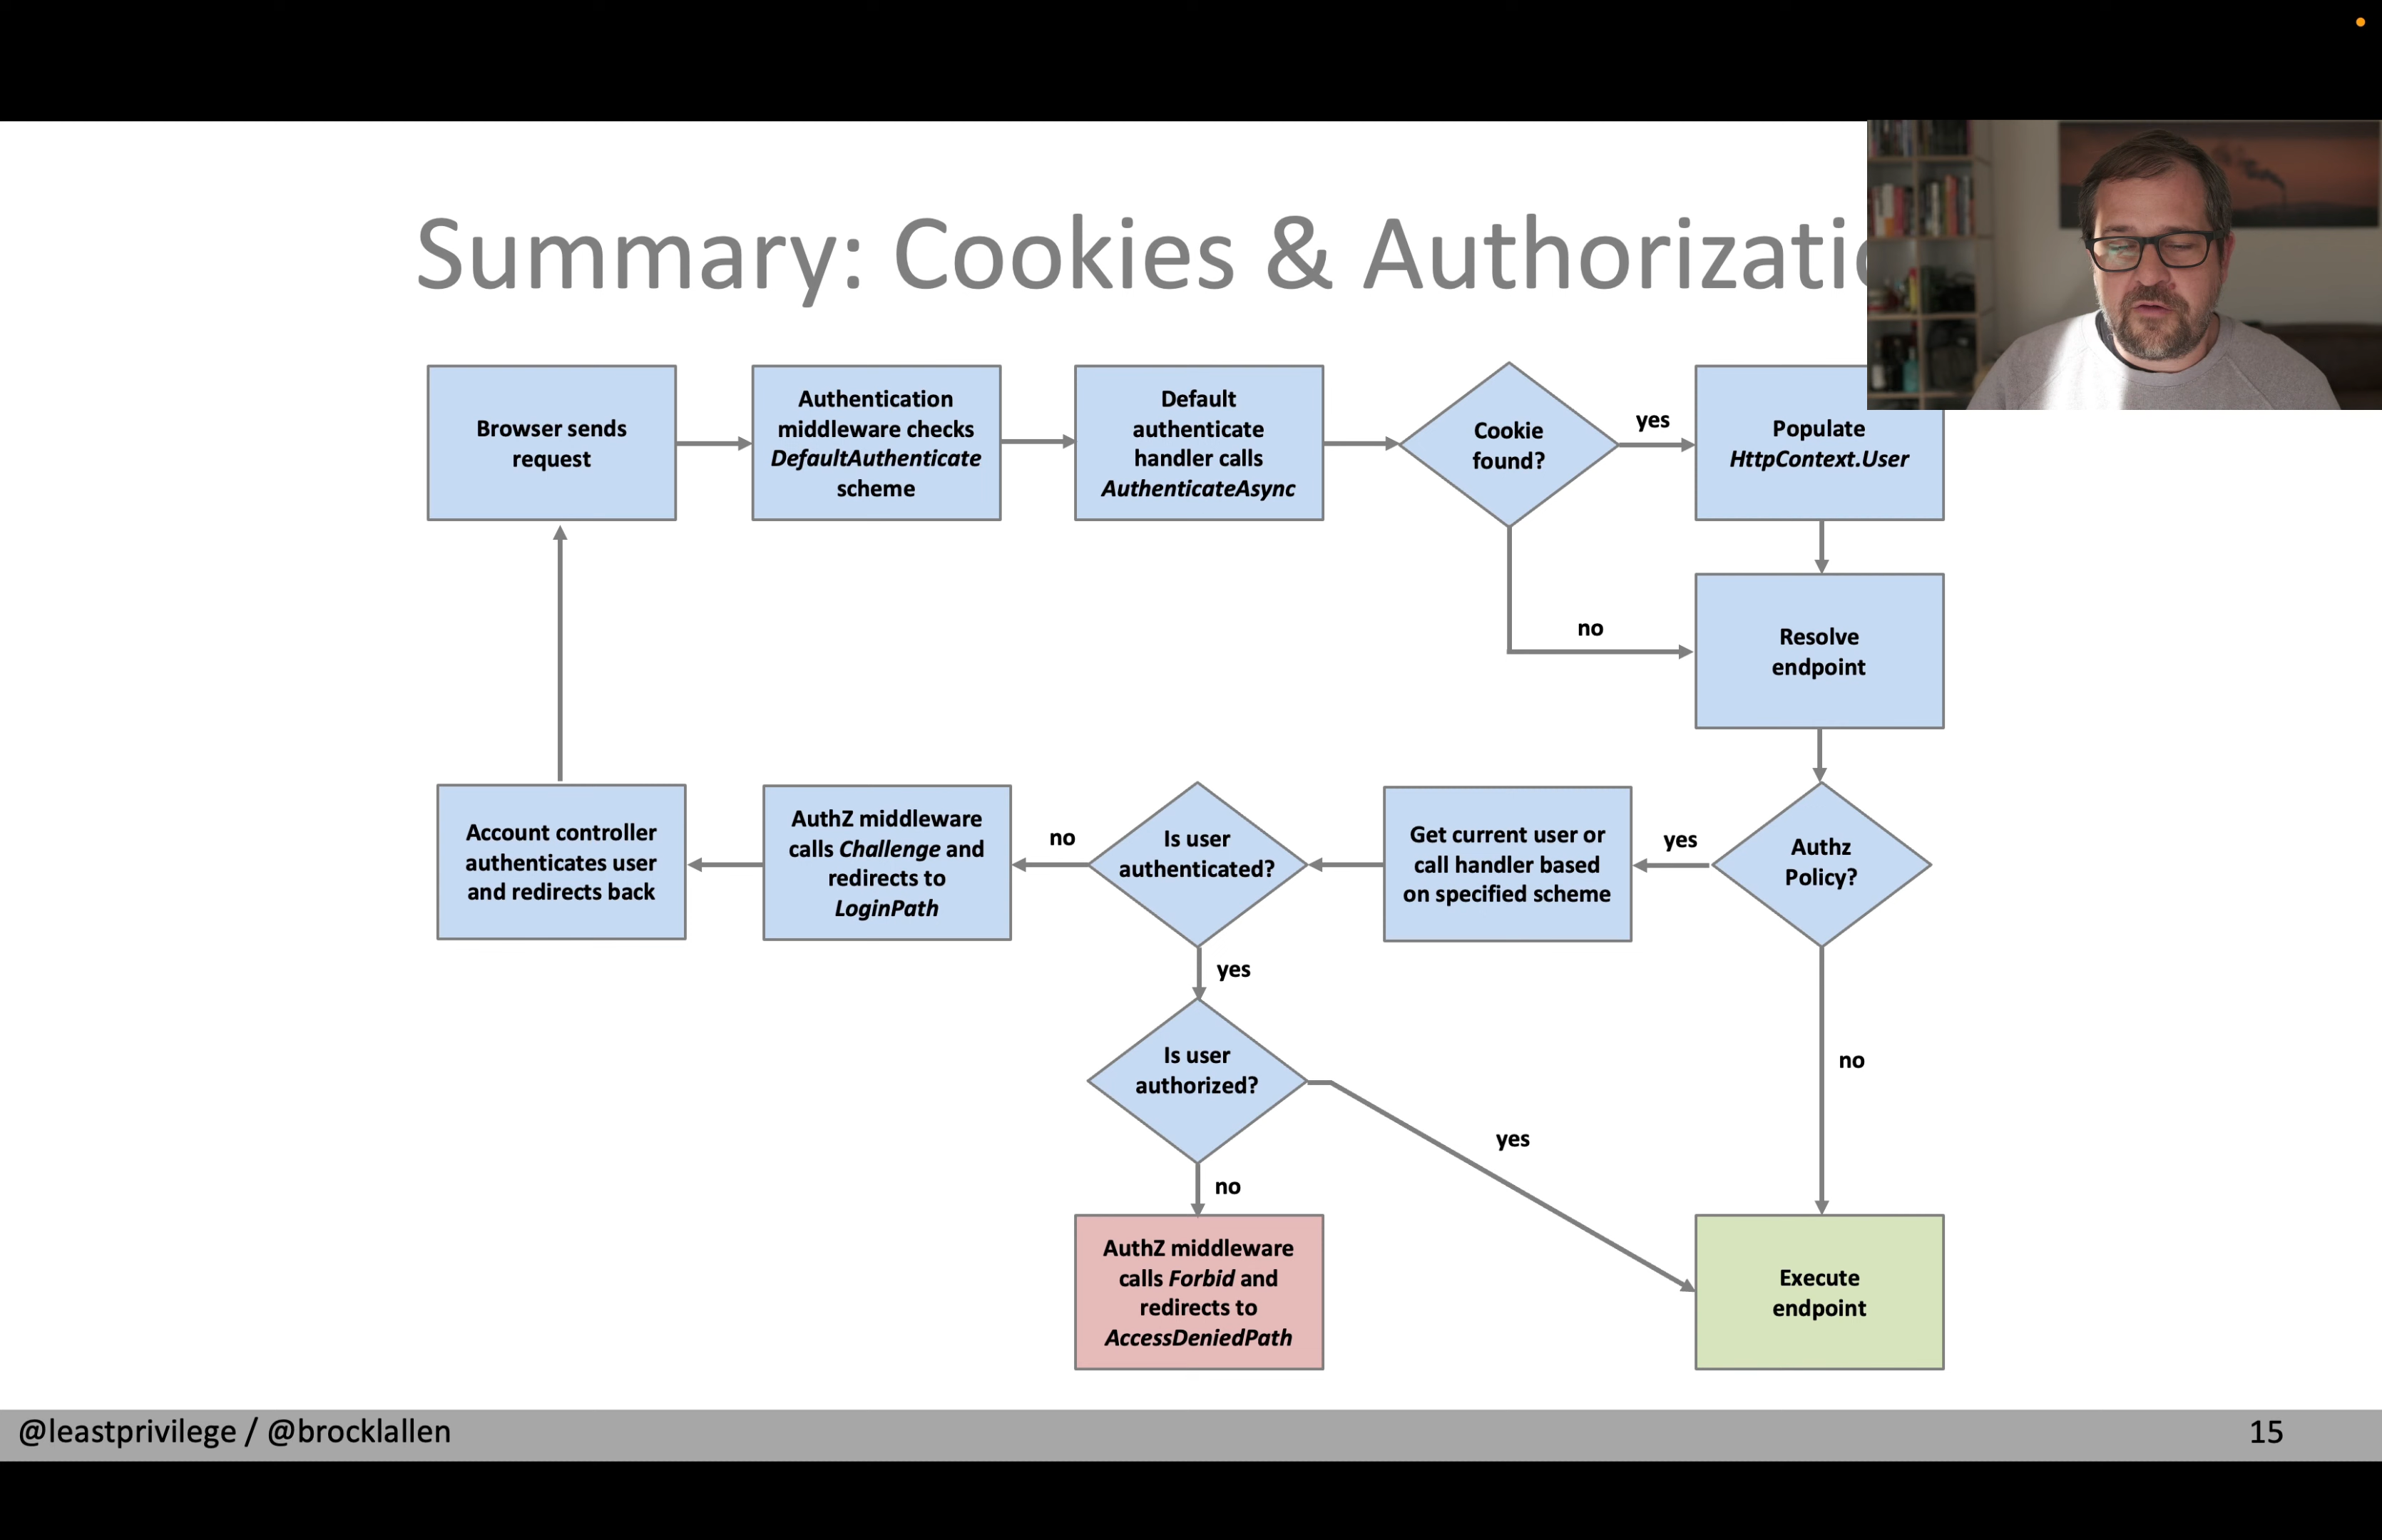 Summary: Cookies & Authorizatio
Browser sends
request
Authentication
middleware checks
DefaultAuthenticate
scheme
Default
authenticate
handler calls
AuthenticateAsync
Cookie
found?
yes
Populate
HttpContext.User
no
Resolve
endpoint
Account controller
authenticates user
and redirects back
AuthZ middleware
calls Challenge and
redirects to
LoginPath
no
Is user
authenticated?
Get current user or
call handler based
on specified scheme
yes
Authz
Policy?
yes
Is user
authorized?
no
yes
no
AuthZ middleware
calls Forbid and
redirects to
AccessDeniedPath
Execute
endpoint
@leastprivilege / @brocklallen
15